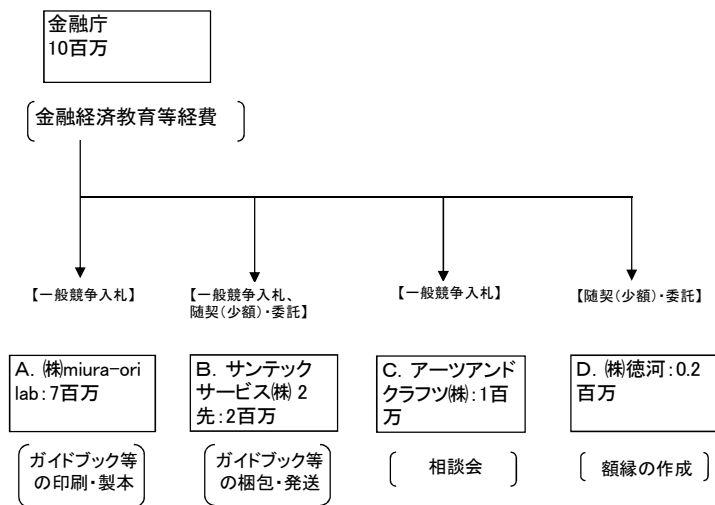 金融庁
10百万
金融経済教育等経費
【一般競争入札】
【一般競争入札、
随契(少額)・委託】
【一般競争入札】
【随契(少額)・委託】
A. ㈱miura-ori
lab:7百万
B. サンテック
サービス㈱ 2
先:2百万
C. アーツアンド
クラフツ㈱:1百
万
D. ㈱徳河:0.2
百万
ガイドブック等
の印刷・製本
ガイドブック等
の梱包・発送
相談会
額縁の作成